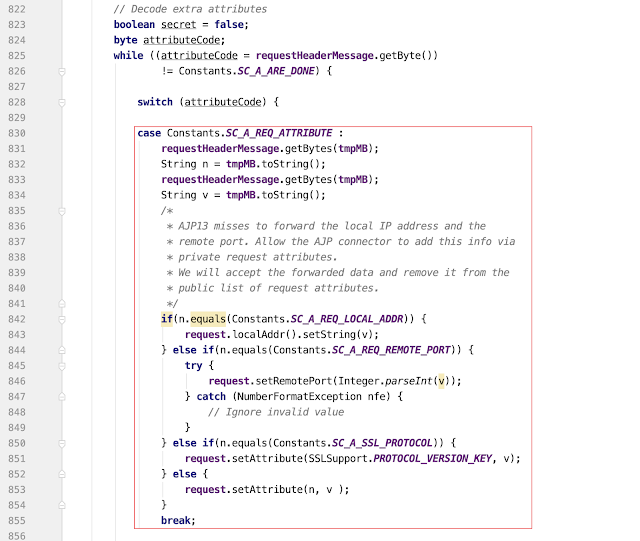 822 // Decode extra attributes
823 boolean secret = false;
824 byte attributeCode;
825 while ((attributeCode = requestHeaderMessage.getByte())
826 != Constants.SC_A_ARE_DONE) {
827
828 switch (attributeCode) {
829
830 case Constants.SC_A_REQ_ATTRIBUTE :
831 requestHeaderMessage.getBytes(tmpMB);
832 String n = tmpMB.toString();
833 requestHeaderMessage.getBytes(tmpMB);
834 String v = tmpMB.toString();
835 /*
836 * AJP13 misses to forward the local IP address and the
837 * remote port. Allow the AJP connector to add this info via
838 * private request attributes.
839 * We will accept the forwarded data and remove it from the
840 * public list of request attributes.
841 */
842 if(n.equals(Constants.SC_A_REQ_LOCAL_ADDR)) {
843 request.localAddr().setString(v);
844 } else if(n.equals(Constants.SC_A_REQ_REMOTE_PORT)) {
845 try {
846 request.setRemotePort(Integer.parseInt(v));
847 } catch (NumberFormatException nfe) {
848 // Ignore invalid value
849 }
850 } else if(n.equals(Constants.SC_A_SSL_PROTOCOL)) {
851 request.setAttribute(SSLSupport.PROTOCOL_VERSION_KEY, v);
852 } else {
853 request.setAttribute(n, v );
854 }
855 break;
856